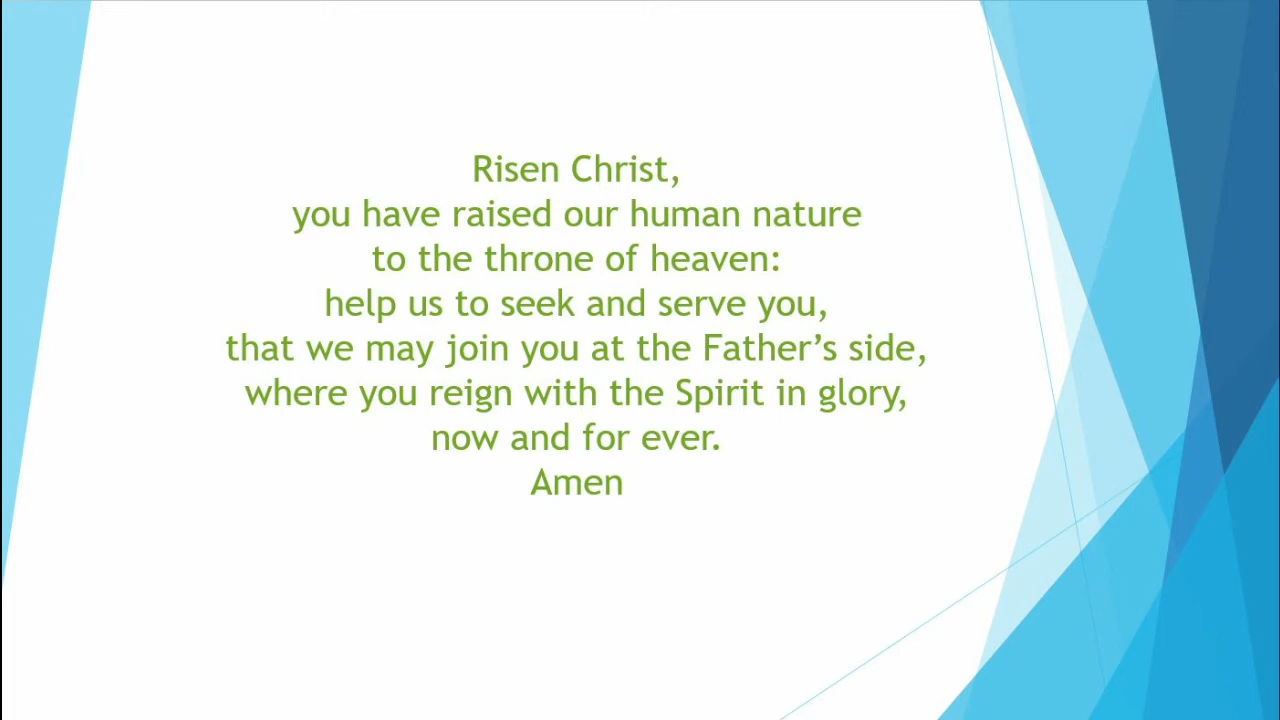 Risen Christ,
you have raised our human nature
to the throne of heaven:
help us to seek and serve you,
that we may join you at the Father’s side,
where you reign with the Spirit in glory,
now and for ever.
Amen